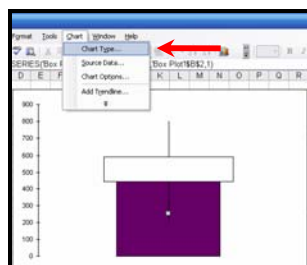 Format Tools Chart Window Help
Chart Type...
Source Data...
Chart Options...
Add Trendline...
SERIES('Box P
'Box Plot'!$B$2,1)
D E F K L M N O P Q R
900
800
700
600
500
400
300
200
100
0